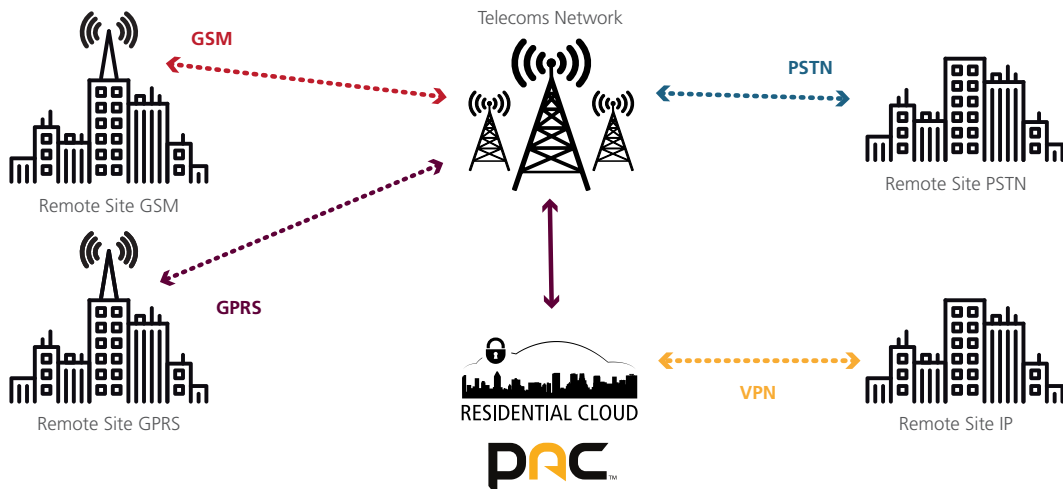 Telecoms Network
GSM
PSTN
Remote Site GSM
Remote Site PSTN
GPRS
VPN
RESIDENTIAL CLOUD
Remote Site GPRS
Remote Site IP
pac™